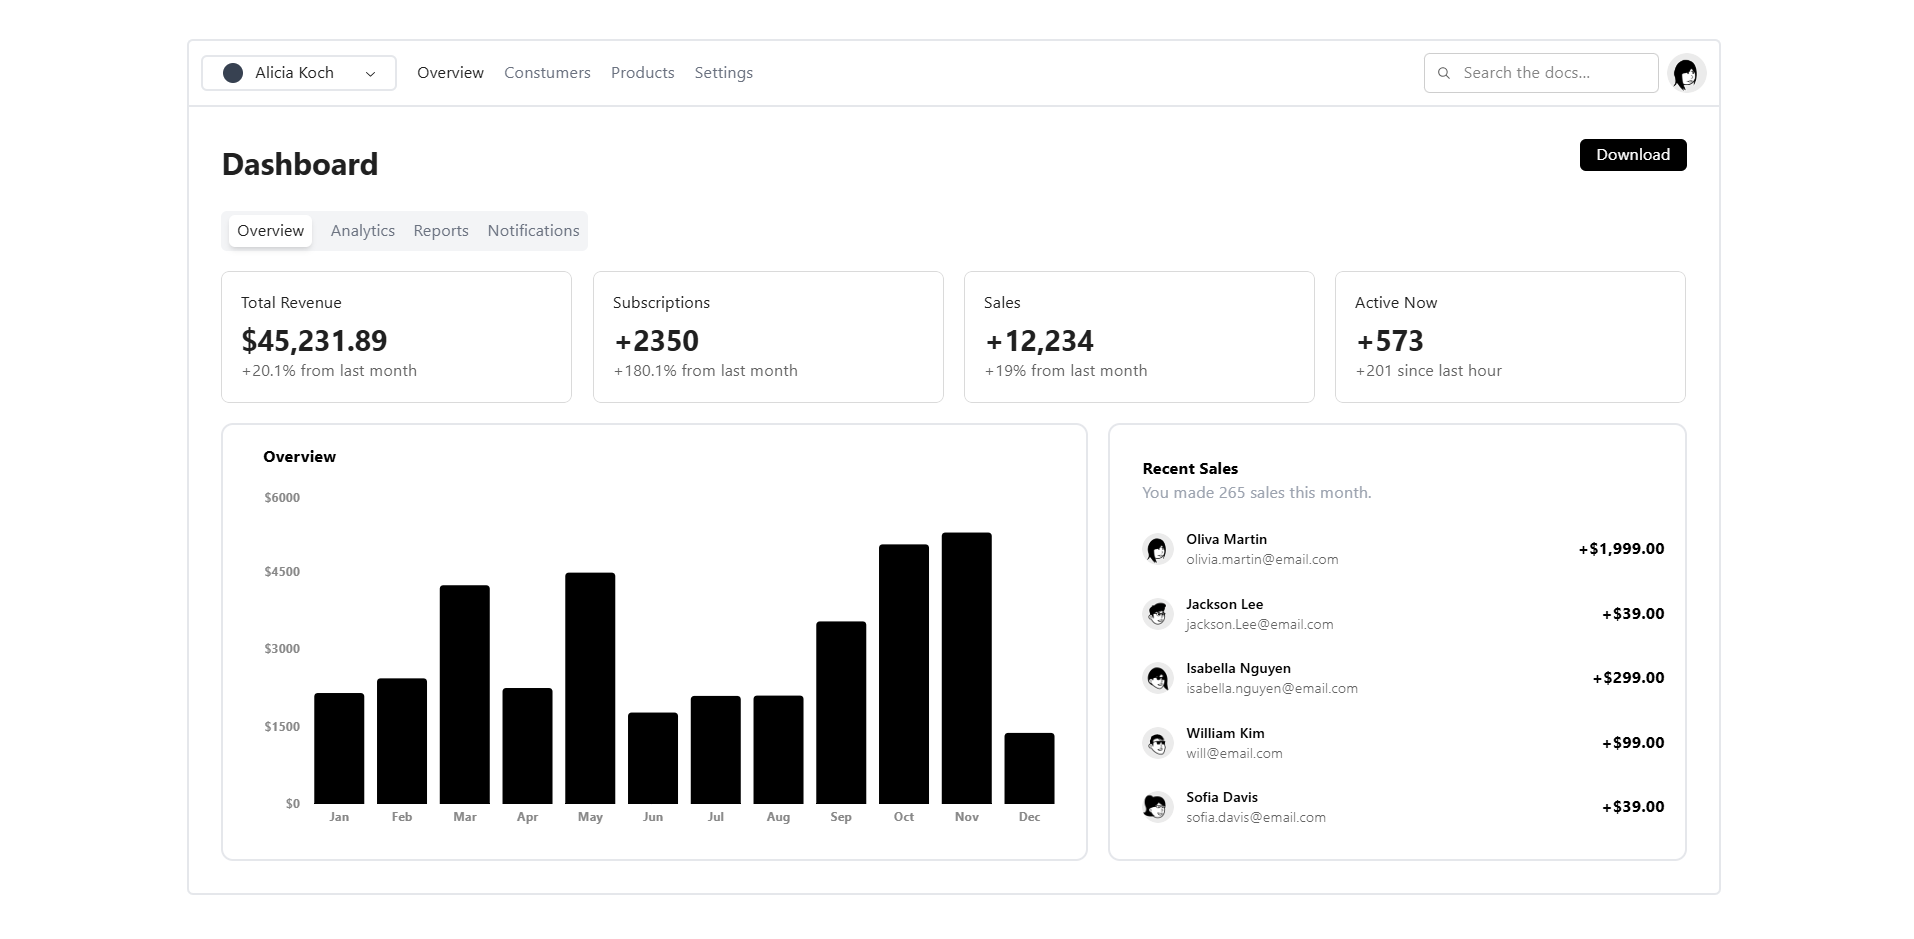 Alicia Koch
Overview
Constumers
Products
Settings
Search the docs...
Dashboard
Download
Overview
Analytics
Reports
Notifications
Total Revenue
$45,231.89
+20.1% from last month
Subscriptions
+2350
+180.1% from last month
Sales
+12,234
+19% from last month
Active Now
+573
+201 since last hour
Overview
$6000
$4500
$3000
$1500
$0
Jan
Feb
Mar
Apr
May
Jun
Jul
Aug
Sep
Oct
Nov
Dec
Recent Sales
You made 265 sales this month.
Oliva Martin
olivia.martin@email.com
+$1,999.00
Jackson Lee
jackson.Lee@email.com
+$39.00
Isabella Nguyen
isabella.nguyen@email.com
+$299.00
William Kim
will@email.com
+$99.00
Sofia Davis
sofia.davis@email.com
+$39.00